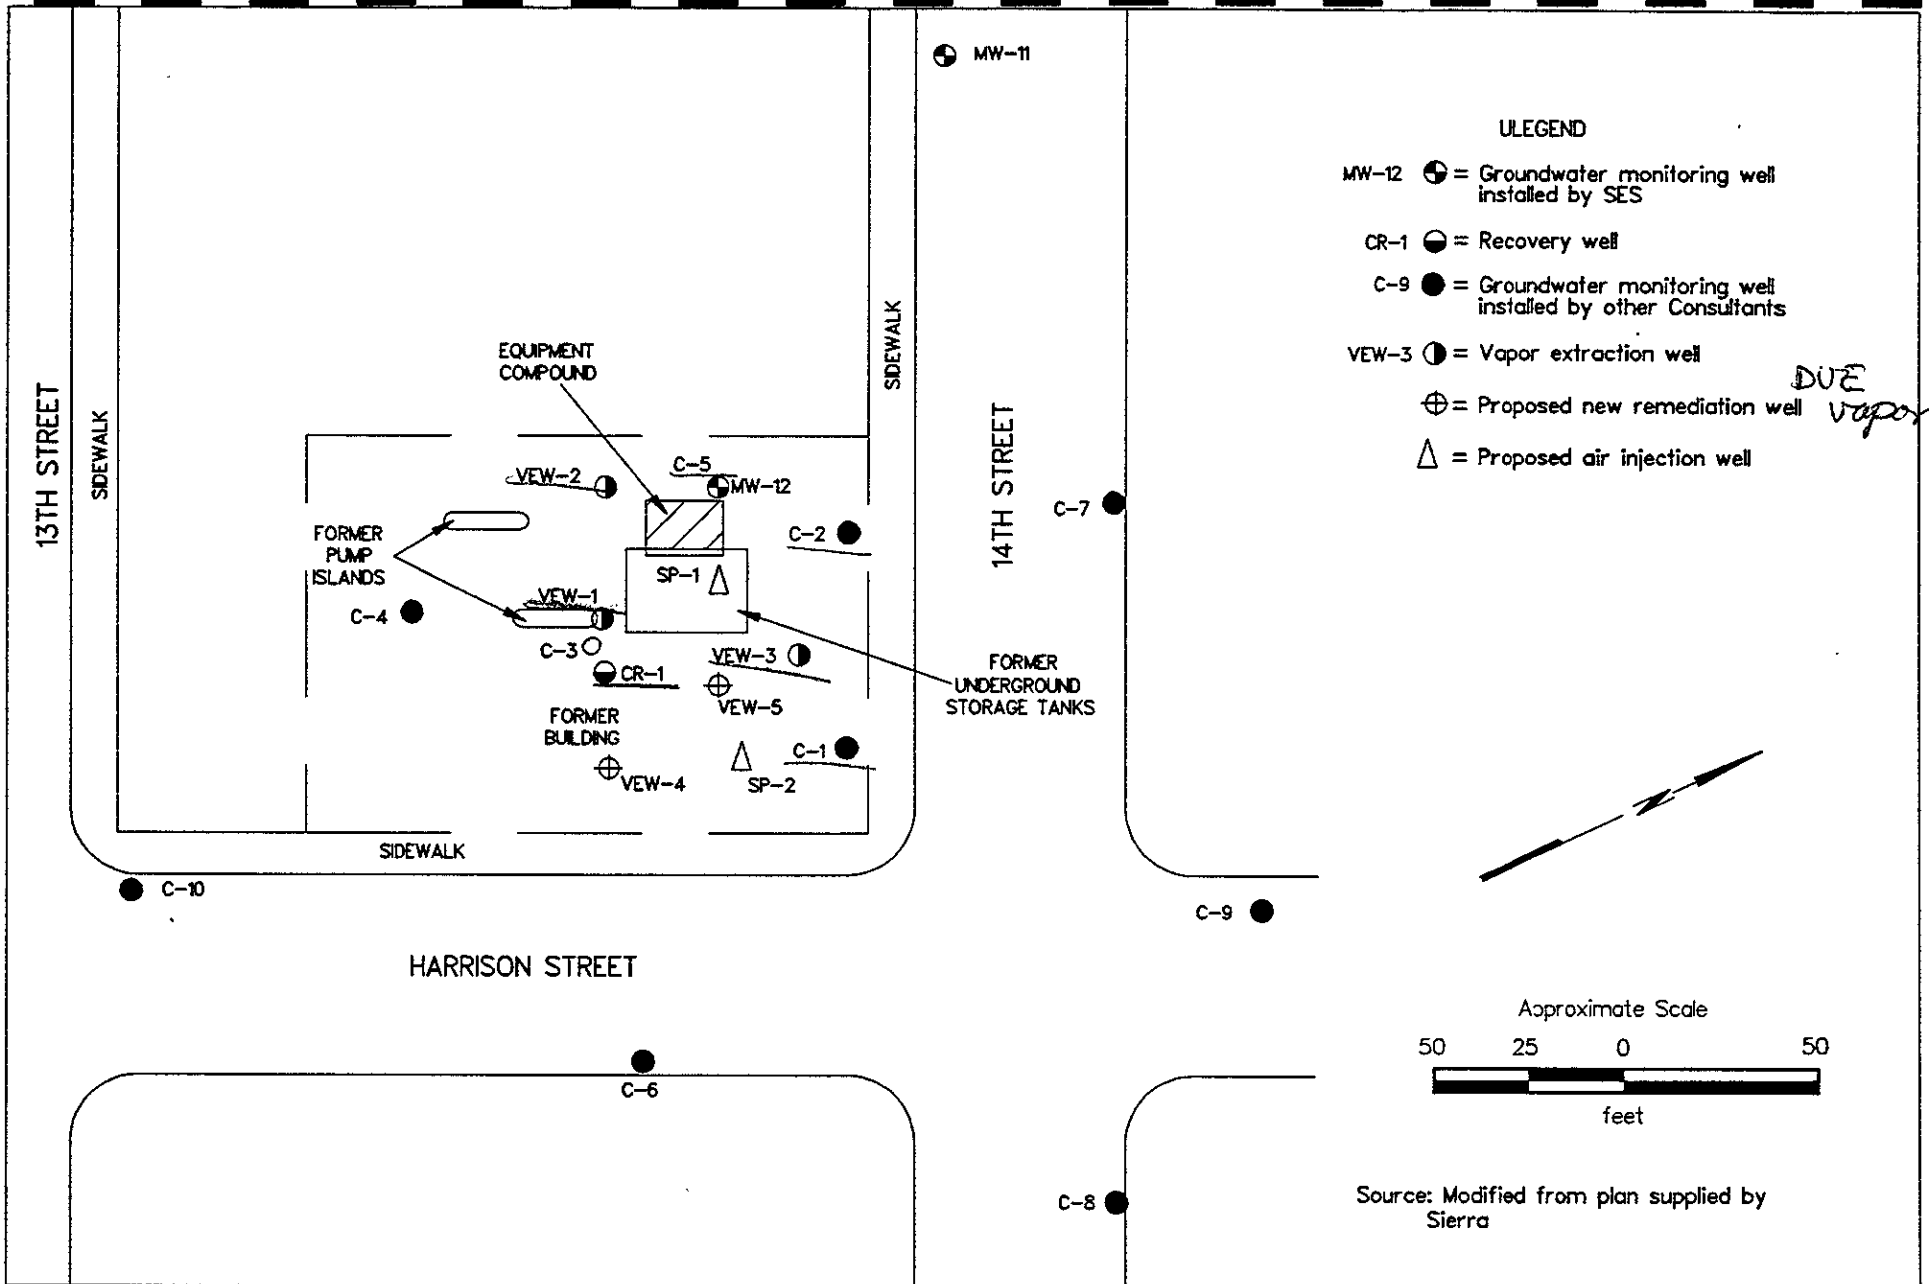 MW-11
ULEGEND
MW-12 = Groundwater monitoring well
installed by SES
CR-1 = Recovery well
C-9 = Groundwater monitoring well
installed by other Consultants
VEW-3 = Vapor extraction well
= Proposed new remediation well
DVE
vapor
= Proposed air injection well
13TH STREET
SIDEWALK
SIDEWALK
14TH STREET
EQUIPMENT
COMPOUND
VEW-2
C-5
MW-12
C-2
C-7
FORMER
PUMP
ISLANDS
SP-1
VEW-1
C-4
C-3
CR-1
VEW-3
VEW-5
FORMER
UNDERGROUND
STORAGE TANKS
FORMER
BUILDING
VEW-4
C-1
SP-2
SIDEWALK
N
C-10
C-9
HARRISON STREET
C-6
Approximate Scale
50 25 0 50
feet
C-8
Source: Modified from plan supplied by
Sierra